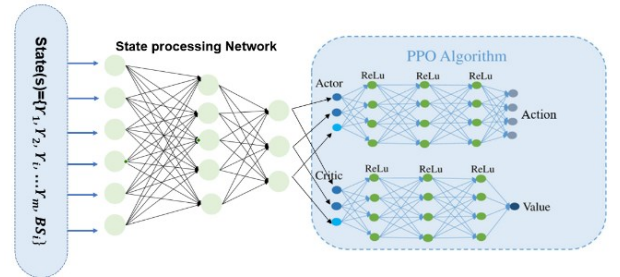 State(s)={Y₁, Y₂, Yᵢ, ...Yₘ, BSᵢ}
State processing Network
PPO Algorithm
Actor
ReLu
ReLu
ReLu
Action
Critic
ReLu
ReLu
ReLu
Value